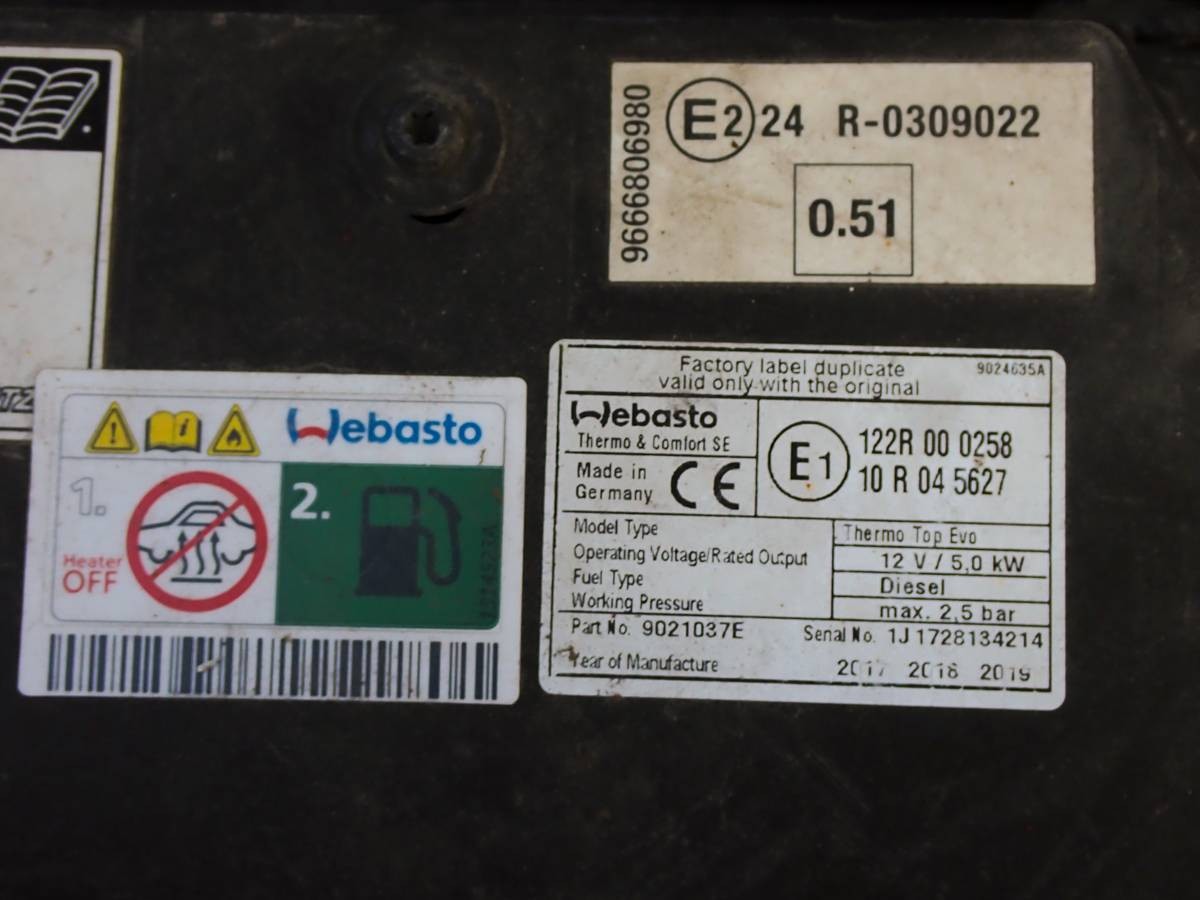 TZ
9666806980
E2 24 R-0309022
0.51
Webasto
1.
Heater
OFF
2.
Factory label duplicate
valid only with the original
9024635A
Webasto
Thermo & Comfort SE
Made in
Germany
CE
E1
122R 00 0258
10 R 04 5627
Model Type
Thermo Top Evo
Operating Voltage/Rated Output
12 V / 5,0 kW
Fuel Type
Diesel
Working Pressure
max. 2,5 bar
Part No. 9021037E
Serial No. 1J1728134214
Year of Manufacture
2017 2018 2019